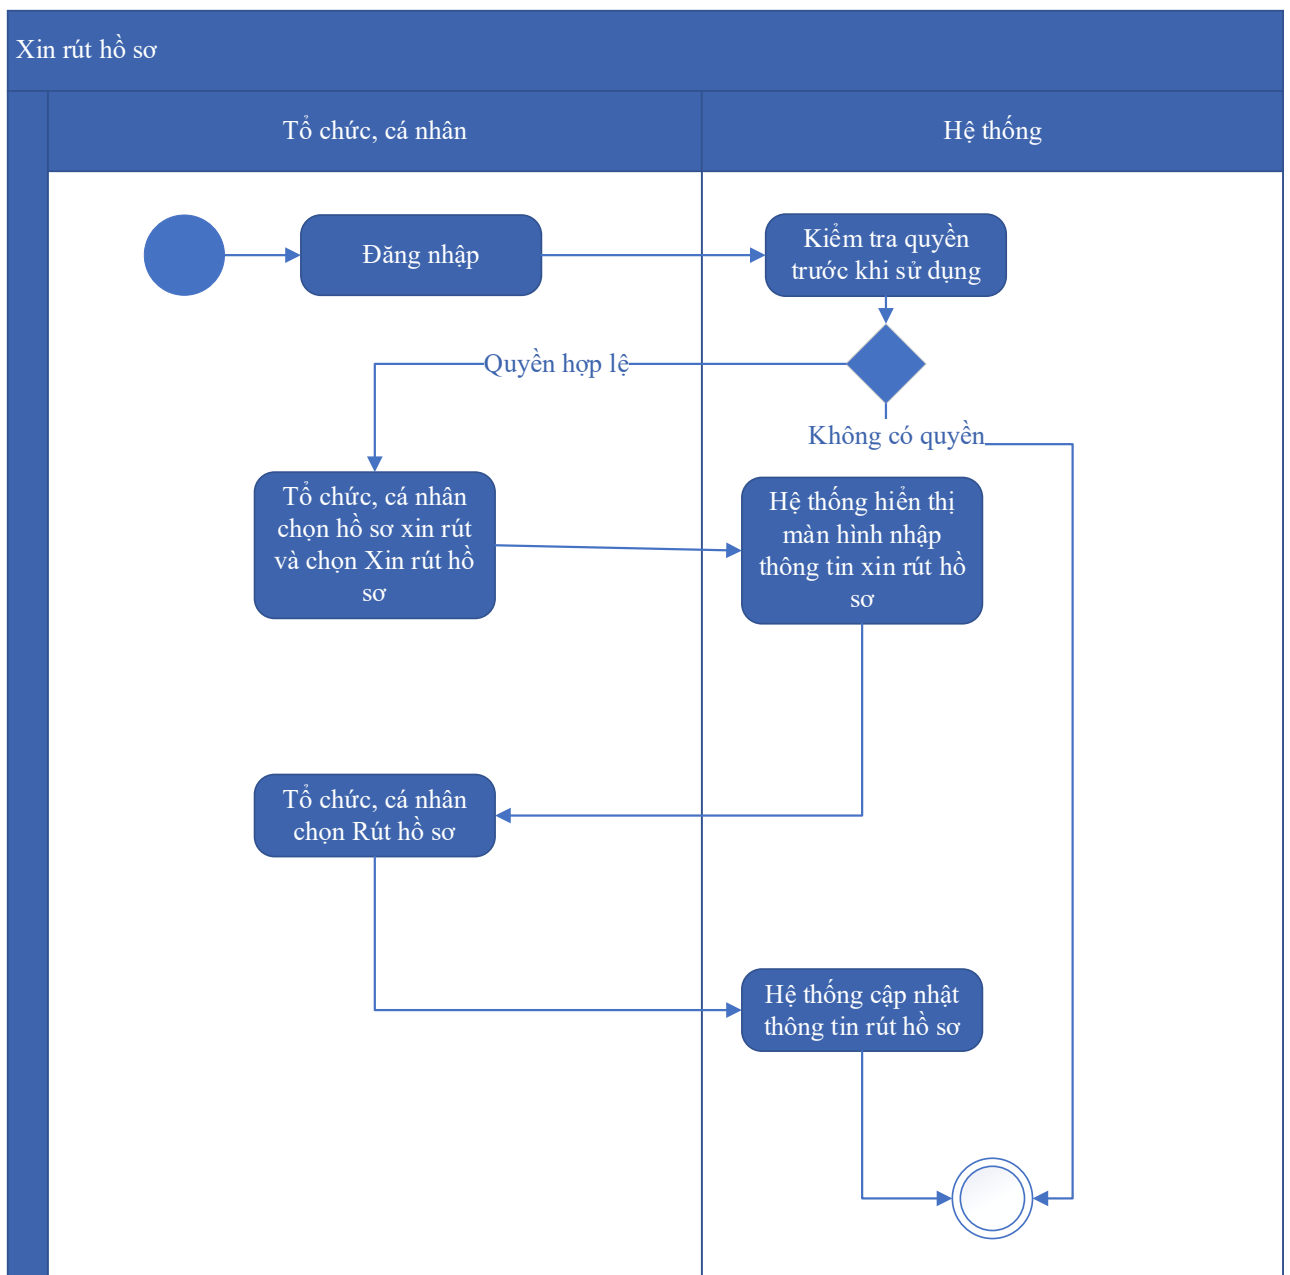 Xin rút hồ sơ
Tổ chức, cá nhân
Hệ thống
Đăng nhập
Kiểm tra quyền
trước khi sử dụng
Quyền hợp lệ
Không có quyền
Tổ chức, cá nhân
chọn hồ sơ xin rút
và chọn Xin rút hồ
sơ
Hệ thống hiển thị
màn hình nhập
thông tin xin rút hồ
sơ
Tổ chức, cá nhân
chọn Rút hồ sơ
Hệ thống cập nhật
thông tin rút hồ sơ